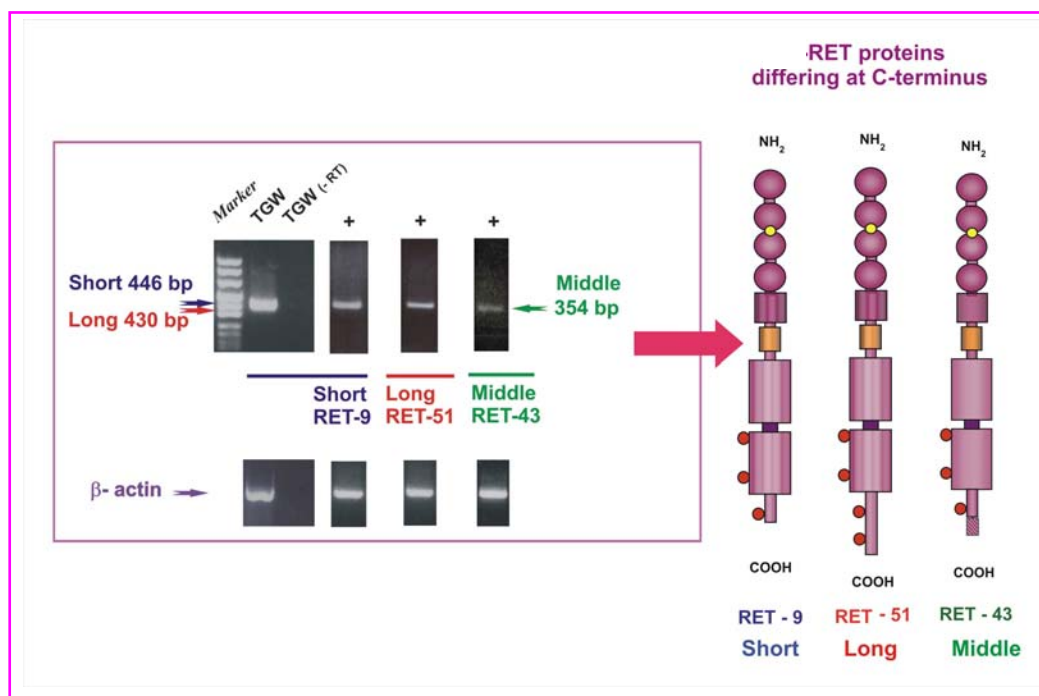 -RET proteins
differing at C-terminus
Marker
TGW
TGW (- RT)
+
+
+
Short 446 bp
Long 430 bp
Middle
354 bp
Short
RET-9
Long
RET-51
Middle
RET-43
β- actin
NH2
NH2
NH2
COOH
COOH
COOH
RET - 9
RET - 51
RET - 43
Short
Long
Middle